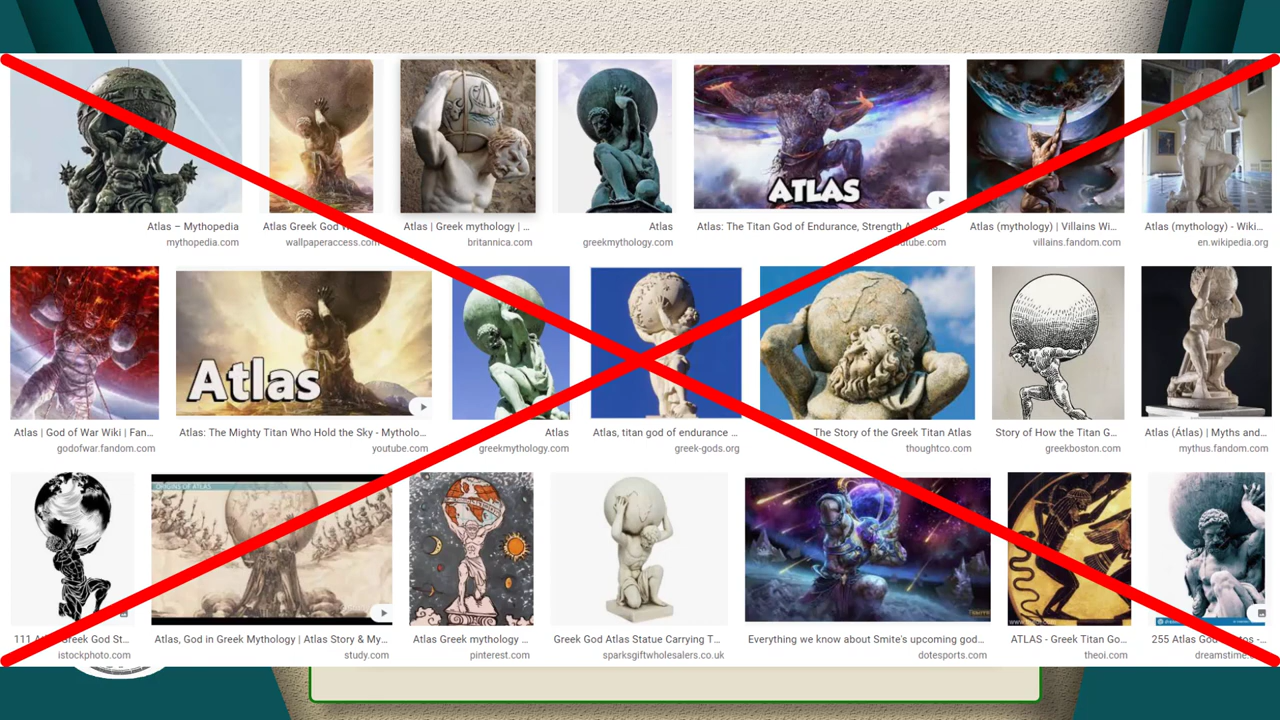 ATLAS
Atlas – Mythopedia
mythopedia.com
Atlas Greek God W
wallpaperaccess.com
Atlas | Greek mythology | ...
britannica.com
Atlas
greekmythology.com
Atlas: The Titan God of Endurance, Strength
tube.com
Atlas (mythology) | Villains Wi...
villains.fandom.com
Atlas (mythology) - Wiki...
en.wikipedia.org
Atlas
Atlas | God of War Wiki | Fan...
godofwar.fandom.com
Atlas: The Mighty Titan Who Hold the Sky - Mytholo...
youtube.com
Atlas
greekmythology.com
Atlas, titan god of endurance ...
greek-gods.org
The Story of the Greek Titan Atlas
thoughtco.com
Story of How the Titan G...
greekboston.com
Atlas (Átlas) | Myths and...
mythus.fandom.com
ORIGINS OF ATLAS
111 Greek God St...
istockphoto.com
Atlas, God in Greek Mythology | Atlas Story & My...
study.com
Atlas Greek mythology ...
pinterest.com
Greek God Atlas Statue Carrying T...
sparksgiftwholesalers.co.uk
Everything we know about Smite's upcoming god...
dotesports.com
ATLAS - Greek Titan Go...
theoi.com
255 Atlas God
dreamstime.